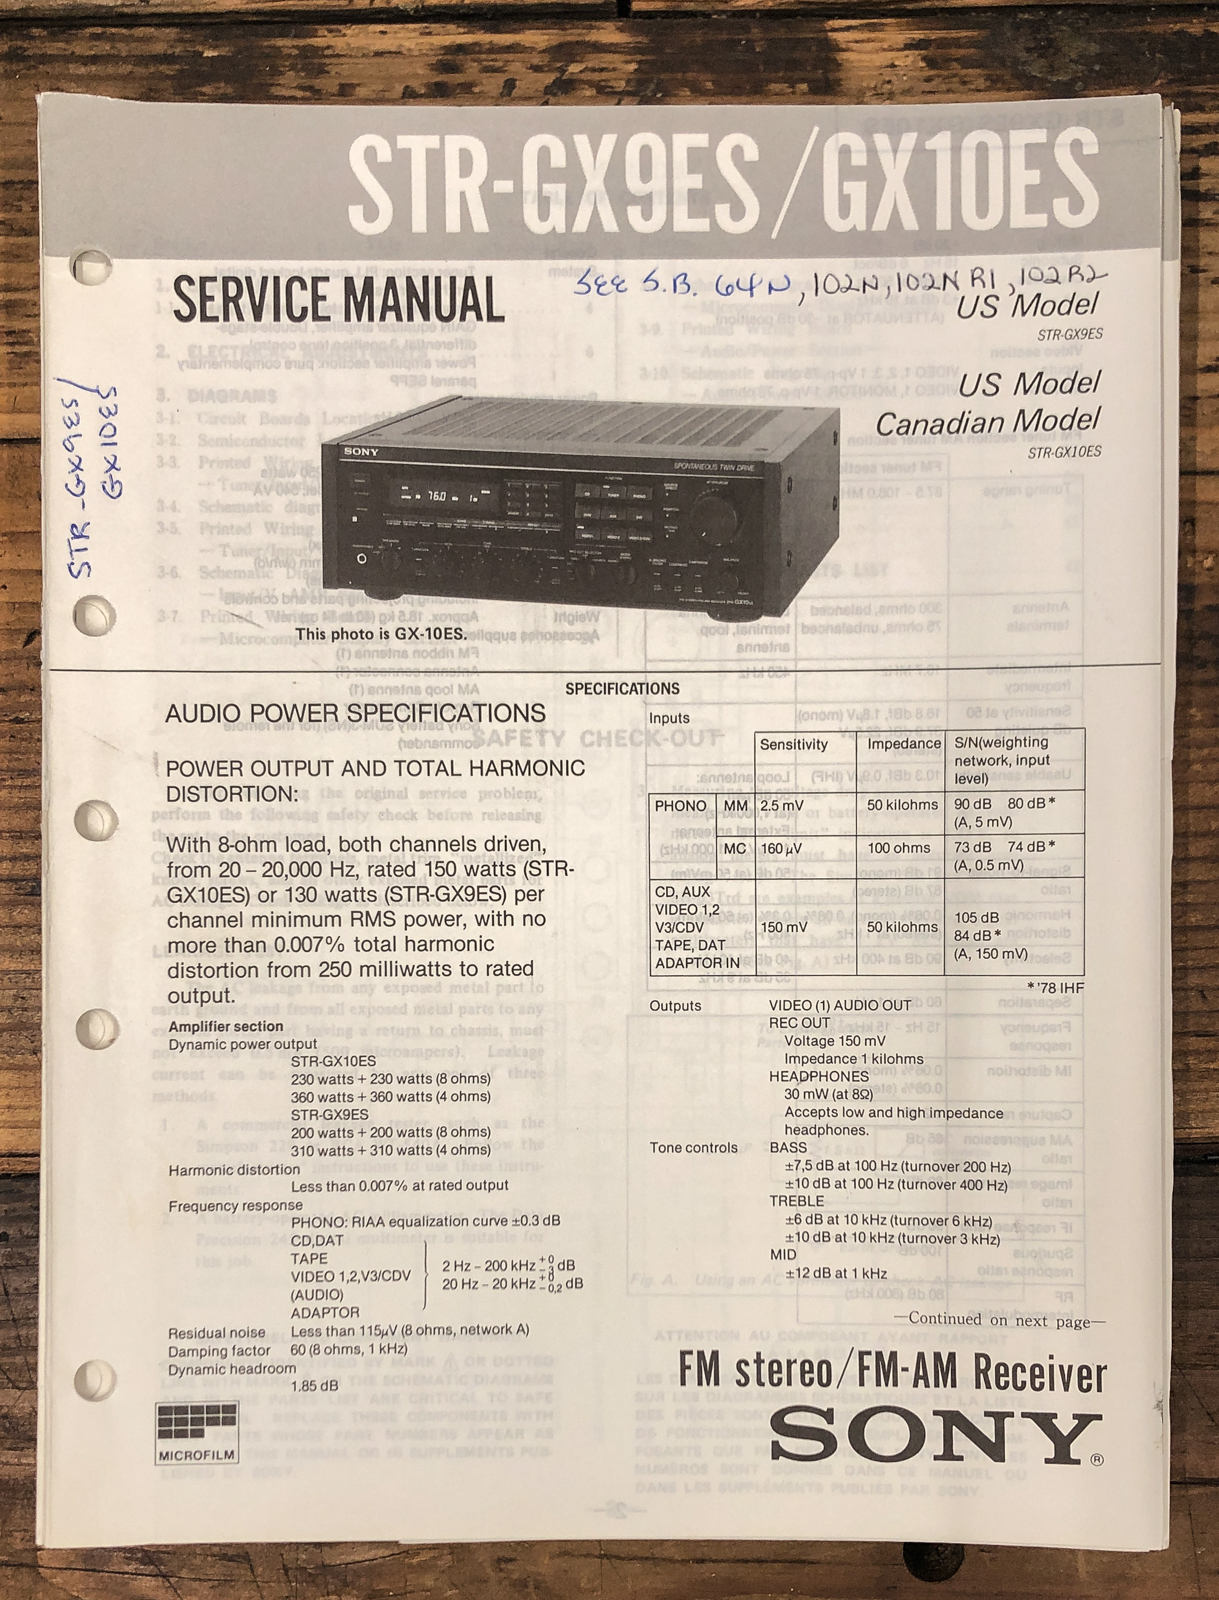 STR-GX9ES/GX10ES
SERVICE MANUAL
SEE S.B. 64N, 102N, 102N R1, 102R2
US Model
STR-GX9ES
US Model
Canadian Model
STR-GX10ES
STR-GX9ES/
GX10ES
SONY
SPONTANEOUS TWIN DRIVE
76.0
This photo is GX-10ES.
SPECIFICATIONS
AUDIO POWER SPECIFICATIONS
POWER OUTPUT AND TOTAL HARMONIC
DISTORTION:
With 8-ohm load, both channels driven,
from 20 – 20,000 Hz, rated 150 watts (STR-
GX10ES) or 130 watts (STR-GX9ES) per
channel minimum RMS power, with no
more than 0.007% total harmonic
distortion from 250 milliwatts to rated
output.
Amplifier section
Dynamic power output
STR-GX10ES
230 watts + 230 watts (8 ohms)
360 watts + 360 watts (4 ohms)
STR-GX9ES
200 watts + 200 watts (8 ohms)
310 watts + 310 watts (4 ohms)
Harmonic distortion
Less than 0.007% at rated output
Frequency response
PHONO: RIAA equalization curve ±0.3 dB
CD,DAT
TAPE
VIDEO 1,2,V3/CDV
(AUDIO)
ADAPTOR
2 Hz – 200 kHz +0 −3 dB
20 Hz – 20 kHz +0 −0,2 dB
Residual noise Less than 115µV (8 ohms, network A)
Damping factor 60 (8 ohms, 1 kHz)
Dynamic headroom
1.85 dB
MICROFILM
Inputs
Sensitivity Impedance S/N(weighting
network, input
level)
PHONO MM 2.5 mV 50 kilohms 90 dB 80 dB*
(A, 5 mV)
MC 160 µV 100 ohms 73 dB 74 dB*
(A, 0.5 mV)
CD, AUX
VIDEO 1,2
V3/CDV
TAPE, DAT
ADAPTOR IN
150 mV 50 kilohms
105 dB
84 dB*
(A, 150 mV)
*'78 IHF
Outputs VIDEO (1) AUDIO OUT
REC OUT
Voltage 150 mV
Impedance 1 kilohms
HEADPHONES
30 mW (at 8Ω)
Accepts low and high impedance
headphones.
Tone controls BASS
±7,5 dB at 100 Hz (turnover 200 Hz)
±10 dB at 100 Hz (turnover 400 Hz)
TREBLE
±6 dB at 10 kHz (turnover 6 kHz)
±10 dB at 10 kHz (turnover 3 kHz)
MID
±12 dB at 1 kHz
—Continued on next page—
FM stereo/FM-AM Receiver
SONY®